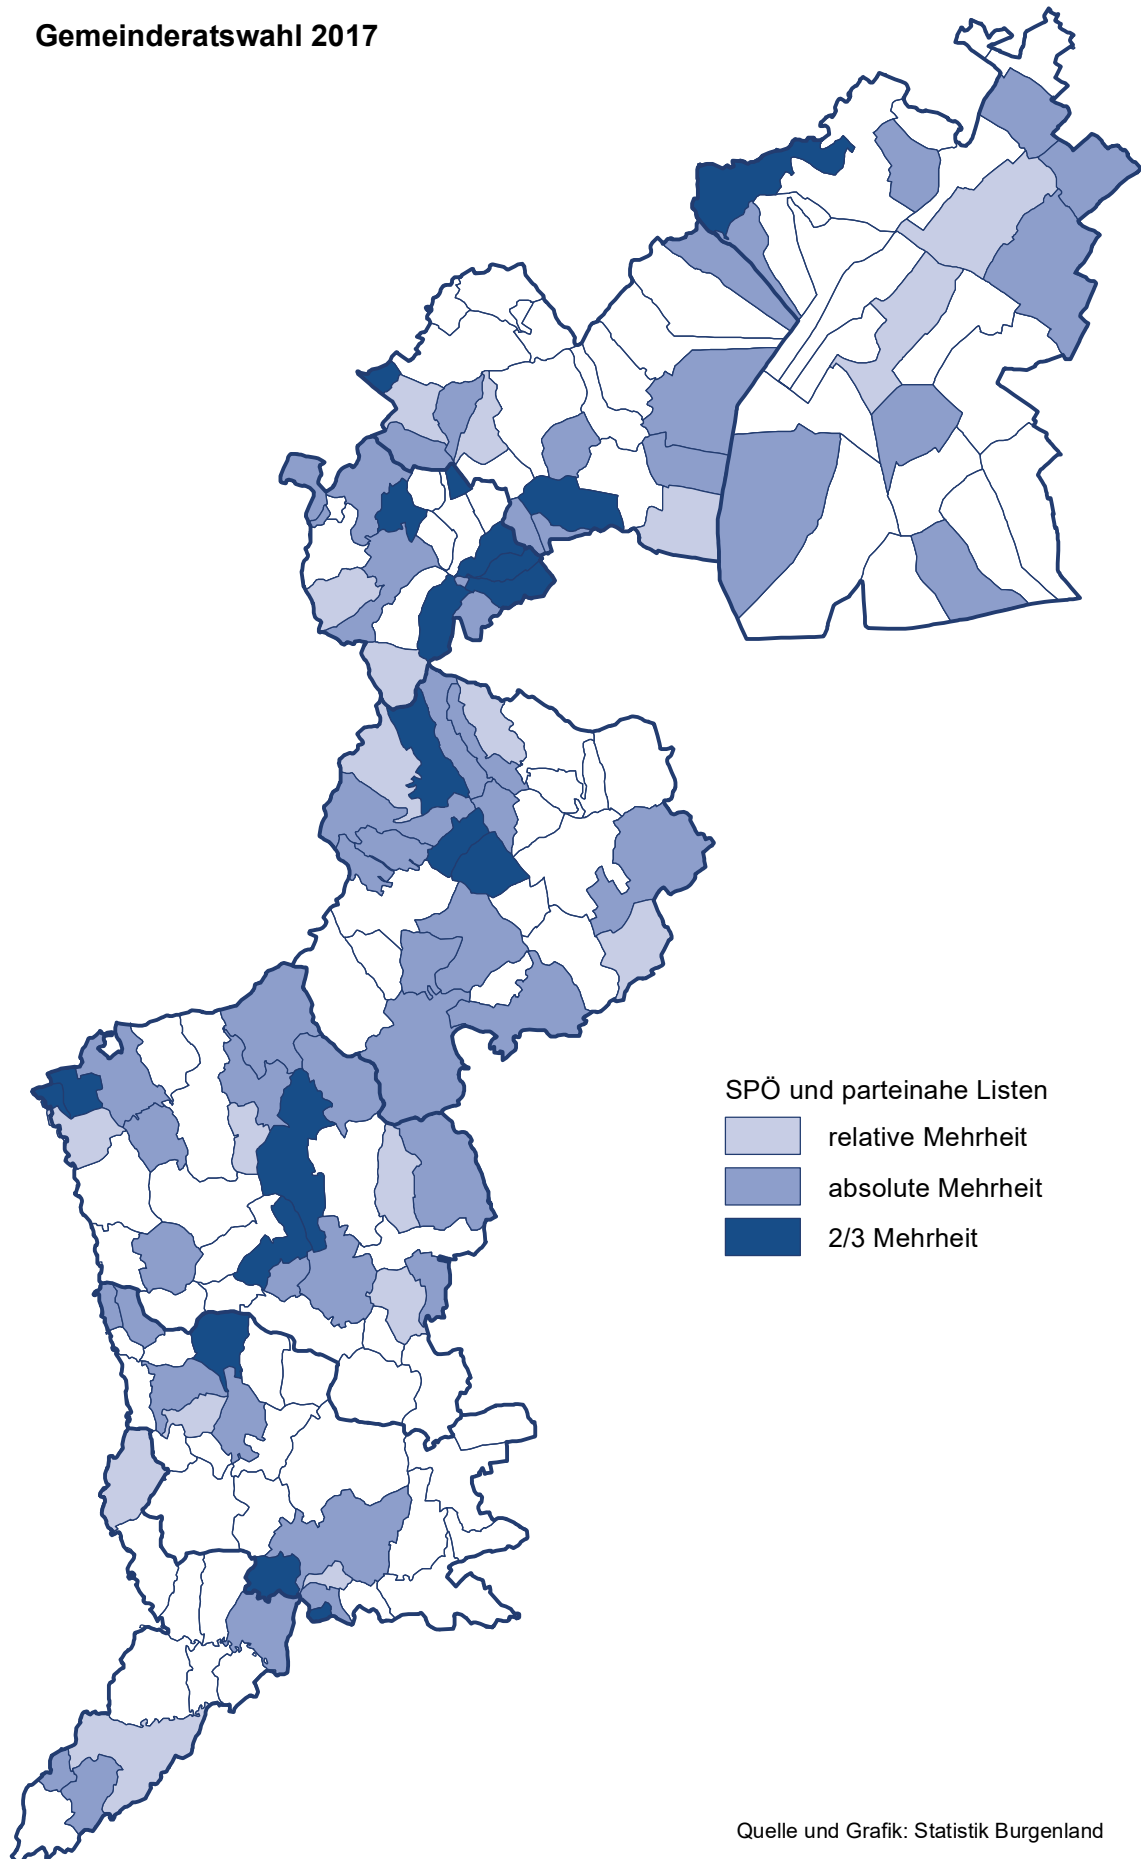 Gemeinderatswahl 2017
SPÖ und parteinahe Listen
relative Mehrheit
absolute Mehrheit
2/3 Mehrheit
Quelle und Grafik: Statistik Burgenland